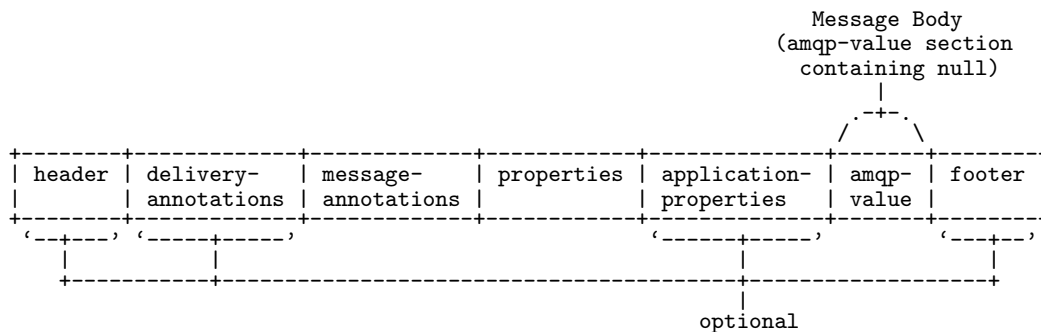 Message Body
(amqp-value section
containing null)
|
.-+-.
/ \
+--------+--------------+--------------+-------------+---------------+--------+---------
| header | delivery- | message- | properties | application- | amqp- | footer
| | annotations | annotations | | properties | value |
+--------+--------------+--------------+-------------+---------------+--------+---------
‘--+---’ ‘-----+-----’ ‘------+-----’ ‘---+--’
| | | |
+------------+-------------------------------------------+--------------------+
|
optional